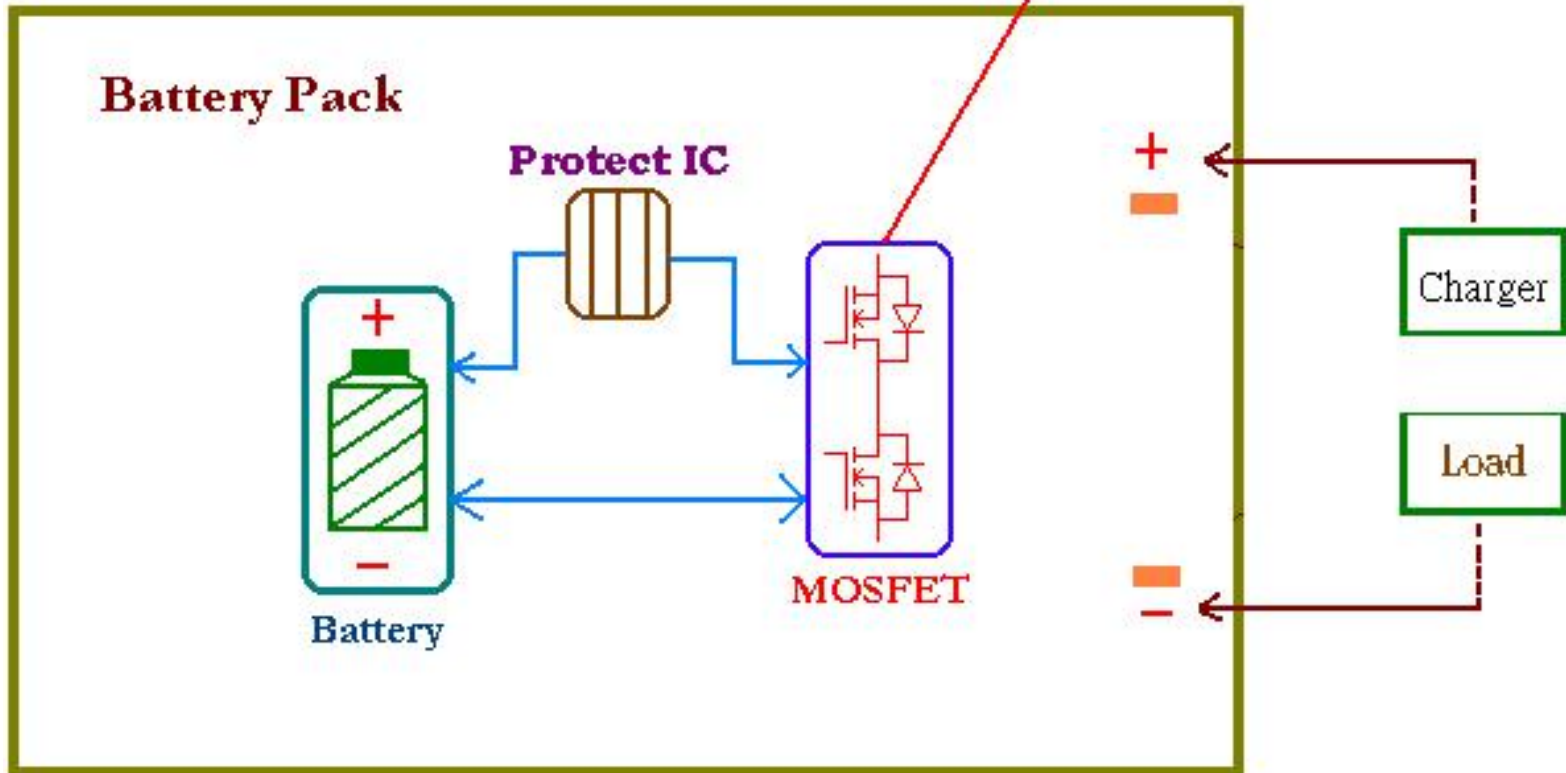 Battery Pack
Protect IC
+
+
Charger
Load
−
MOSFET
−
Battery